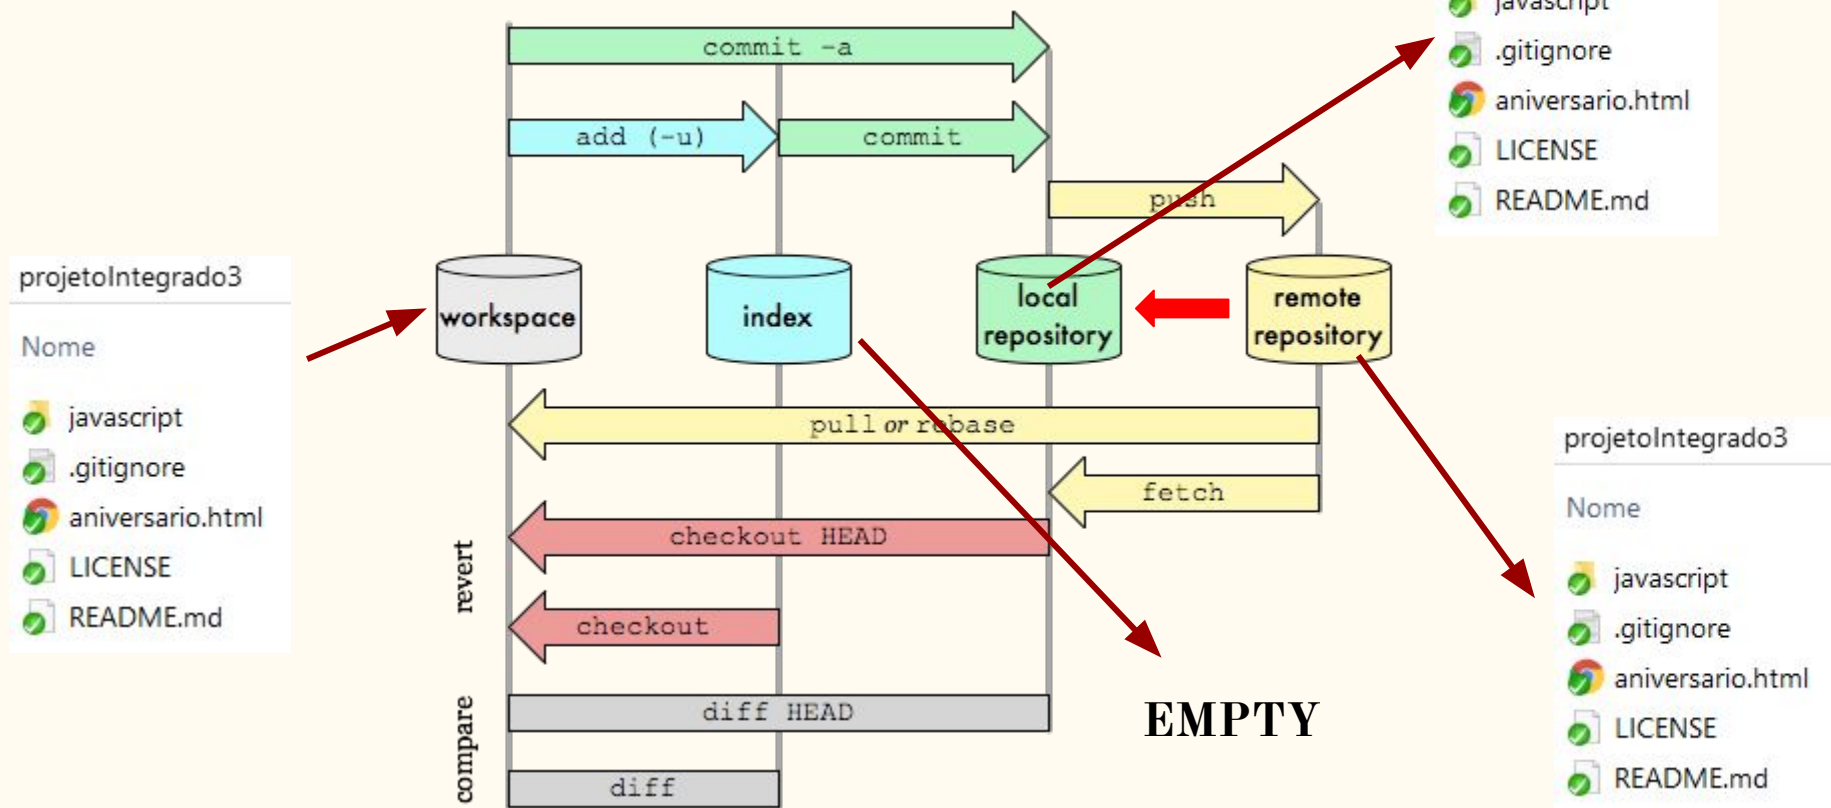 commit -a
add (-u)
commit
push
javascript
.gitignore
aniversario.html
LICENSE
README.md
projetoIntegrado3
Nome
javascript
.gitignore
aniversario.html
LICENSE
README.md
workspace
index
local
repository
remote
repository
pull or rebase
fetch
revert
checkout HEAD
checkout
compare
diff HEAD
diff
EMPTY
projetoIntegrado3
Nome
javascript
.gitignore
aniversario.html
LICENSE
README.md